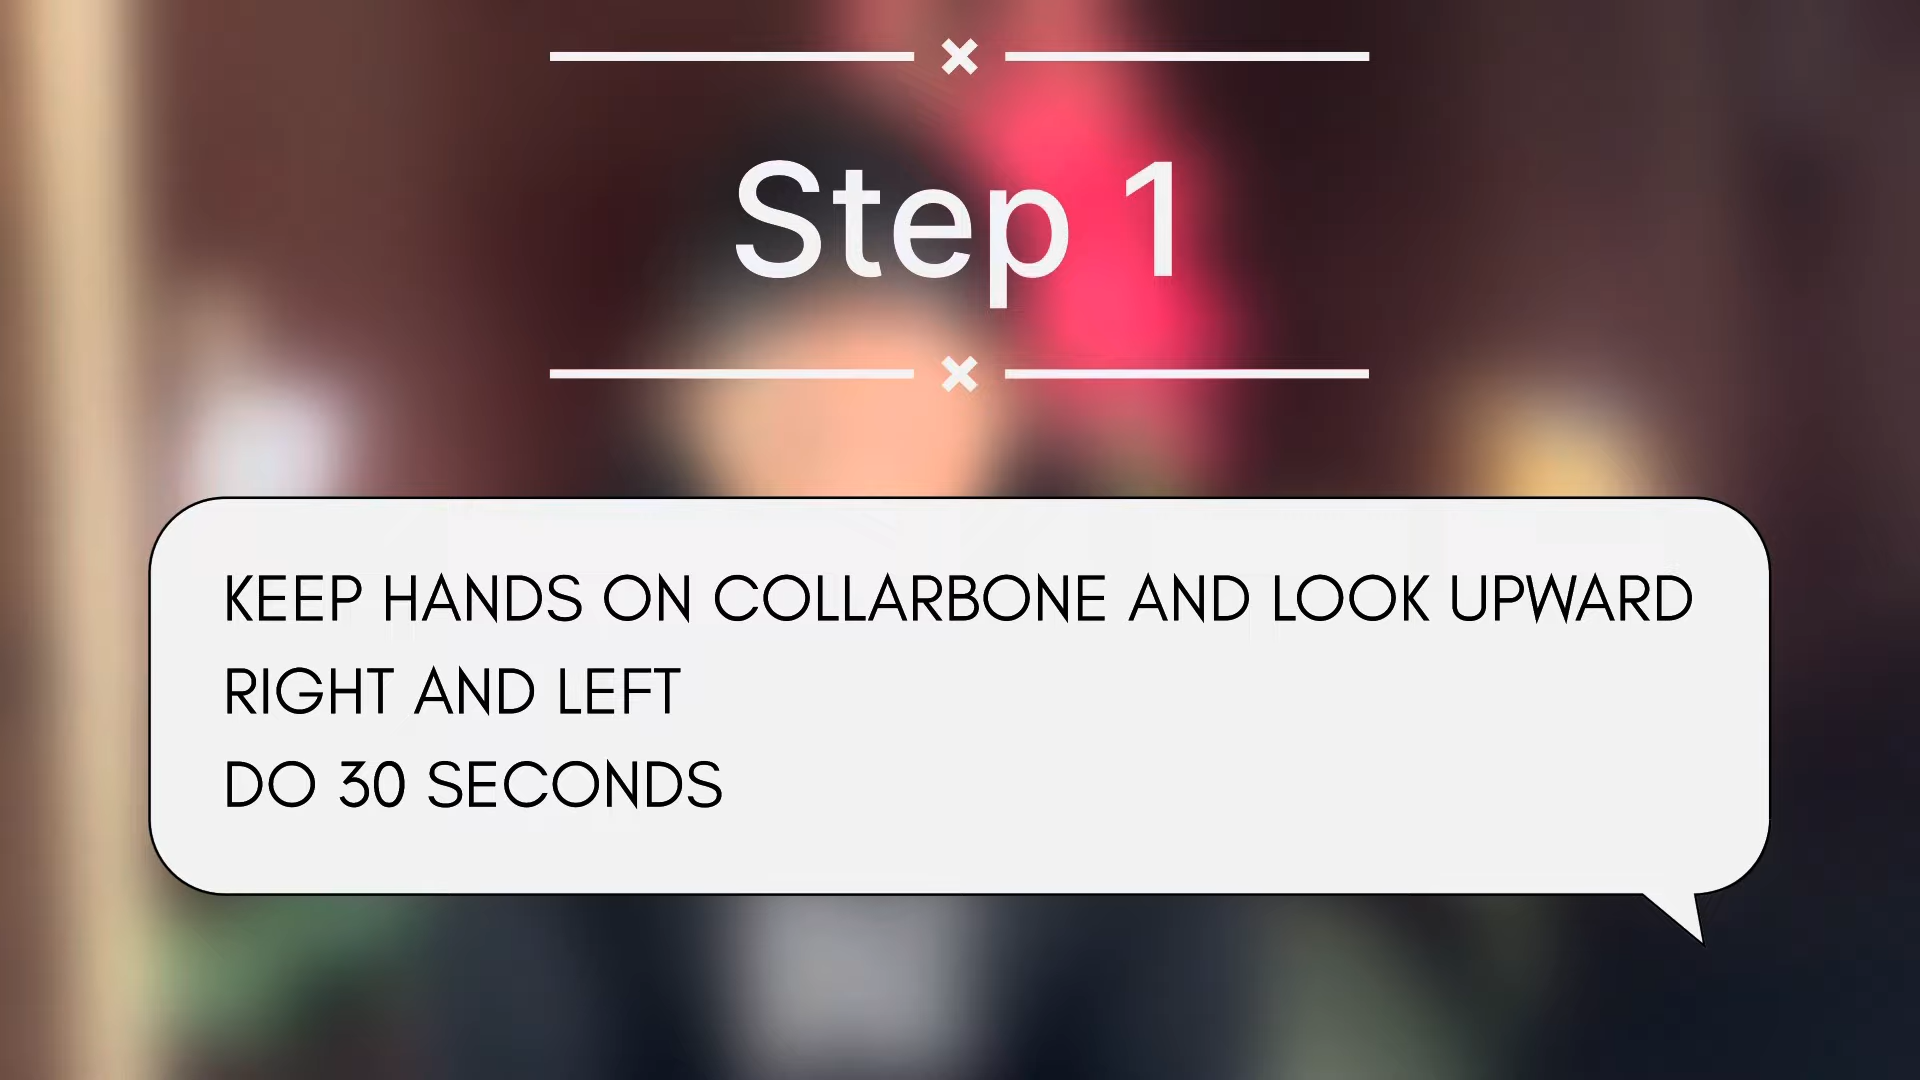 Step 1
KEEP HANDS ON COLLARBONE AND LOOK UPWARD
RIGHT AND LEFT
DO 30 SECONDS